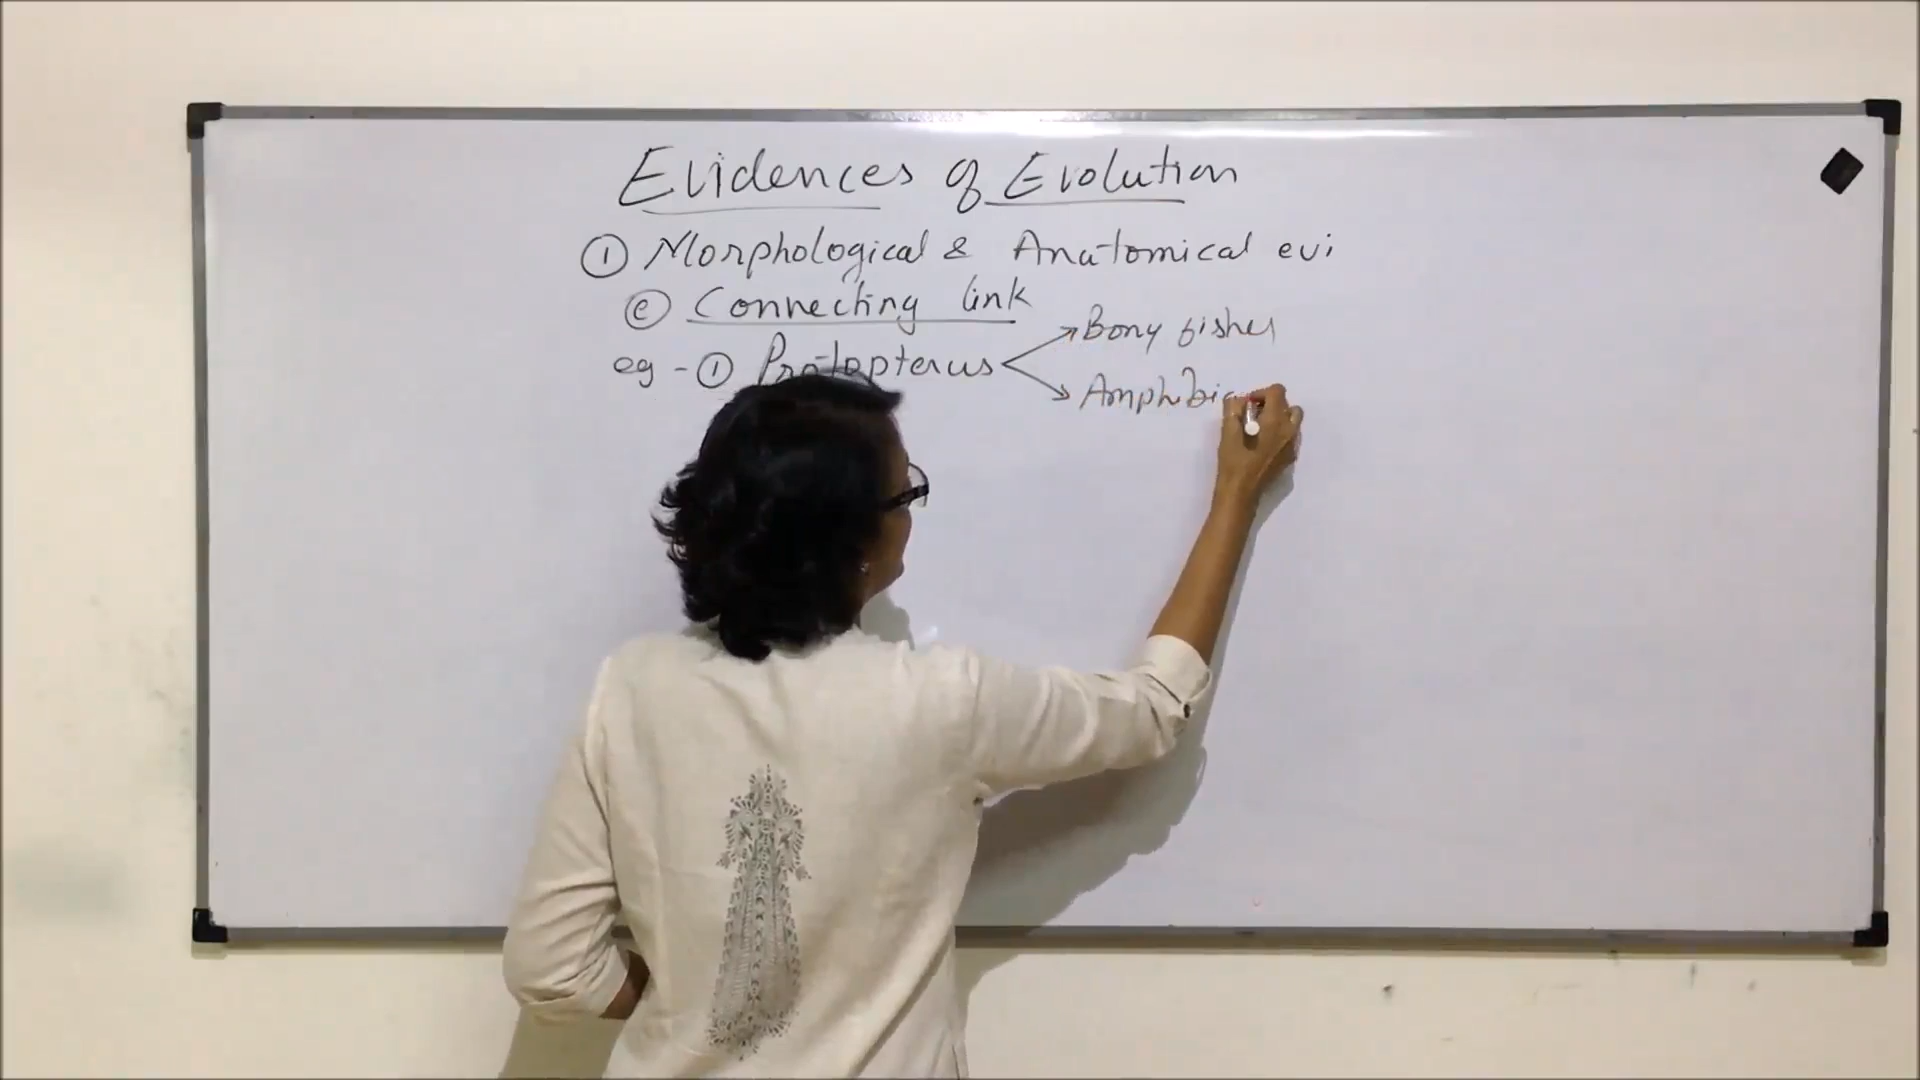 Evidences of Evolution
① Morphological & Anatomical evi
ⓔ Connecting link
eg - ① Protopterus
Bony fishes
Amphibia